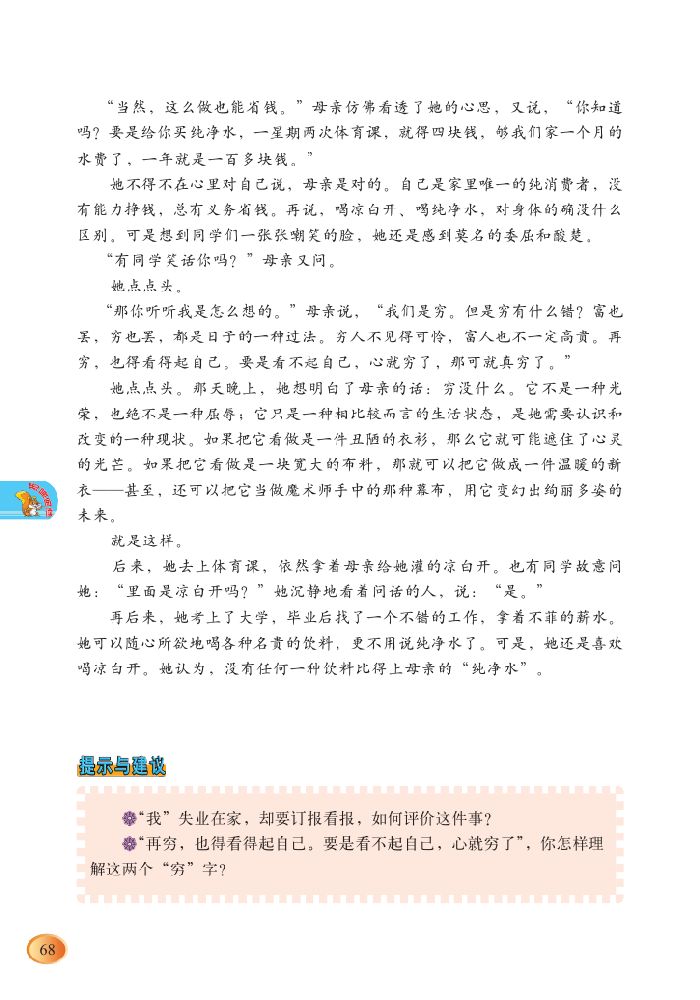 “当然，这么做也能省钱。”母亲仿佛看透了她的心思，又说，“你知道
吗？要是给你买纯净水，一星期两次体育课，就得四块钱，够我们家一个月的
水费了，一年就是一百多块钱。”
她不得不在心里对自己说，母亲是对的。自己是家里唯一的纯消费者，没
有能力挣钱，总有义务省钱。再说，喝凉白开、喝纯净水，对身体的确没什么
区别。可是想到同学们一张张嘲笑的脸，她还是感到莫名的委屈和酸楚。
“有同学笑话你吗？”母亲又问。
她点点头。
“那你听听我是怎么想的。”母亲说，“我们是穷。但是穷有什么错？富也
罢，穷也罢，都是日子的一种过法。穷人不见得可怜，富人也不一定高贵。再
穷，也得看得起自己。要是看不起自己，心就穷了，那可就真穷了。”
她点点头。那天晚上，她想明白了母亲的话：穷没什么。它不是一种光
荣，也绝不是一种屈辱；它只是一种相比较而言的生活状态，是她需要认识和
改变的一种现状。如果把它看做是一件丑陋的衣衫，那么它就可能遮住了心灵
的光芒。如果把它看做是一块宽大的布料，那就可以把它做成一件温暖的新
衣——甚至，还可以把它当做魔术师手中的那种幕布，用它变幻出绚丽多姿的
未来。
就是这样。
后来，她去上体育课，依然拿着母亲给她灌的凉白开。也有同学故意问
她：“里面是凉白开吗？”她沉静地看着问话的人，说：“是。”
再后来，她考上了大学，毕业后找了一个不错的工作，拿着不菲的薪水。
她可以随心所欲地喝各种名贵的饮料，更不用说纯净水了。可是，她还是喜欢
喝凉白开。她认为，没有任何一种饮料比得上母亲的“纯净水”。
提示与建议
“我”失业在家，却要订报看报，如何评价这件事？
“再穷，也得看得起自己。要是看不起自己，心就穷了”，你怎样理
解这两个“穷”字？
68